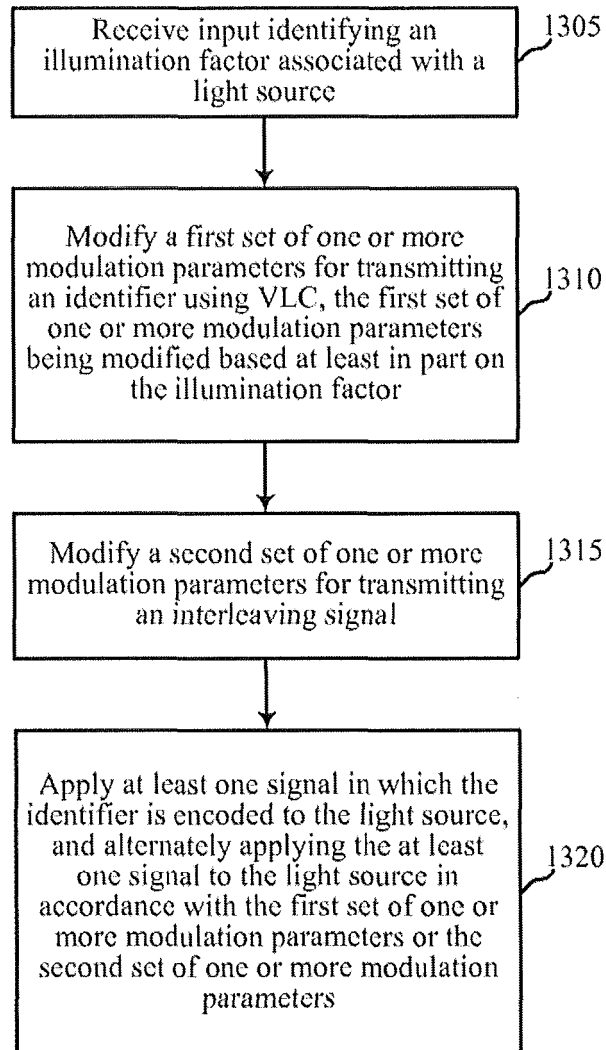 Receive input identifying an
illumination factor associated with a
light source
1305
Modify a first set of one or more
modulation parameters for transmitting
an identifier using VLC, the first set of
one or more modulation parameters
being modified based at least in part on
the illumination factor
1310
Modify a second set of one or more
modulation parameters for transmitting
an interleaving signal
1315
Apply at least one signal in which the
identifier is encoded to the light source,
and alternately applying the at least
one signal to the light source in
accordance with the first set of one or
more modulation parameters or the
second set of one or more modulation
parameters
1320